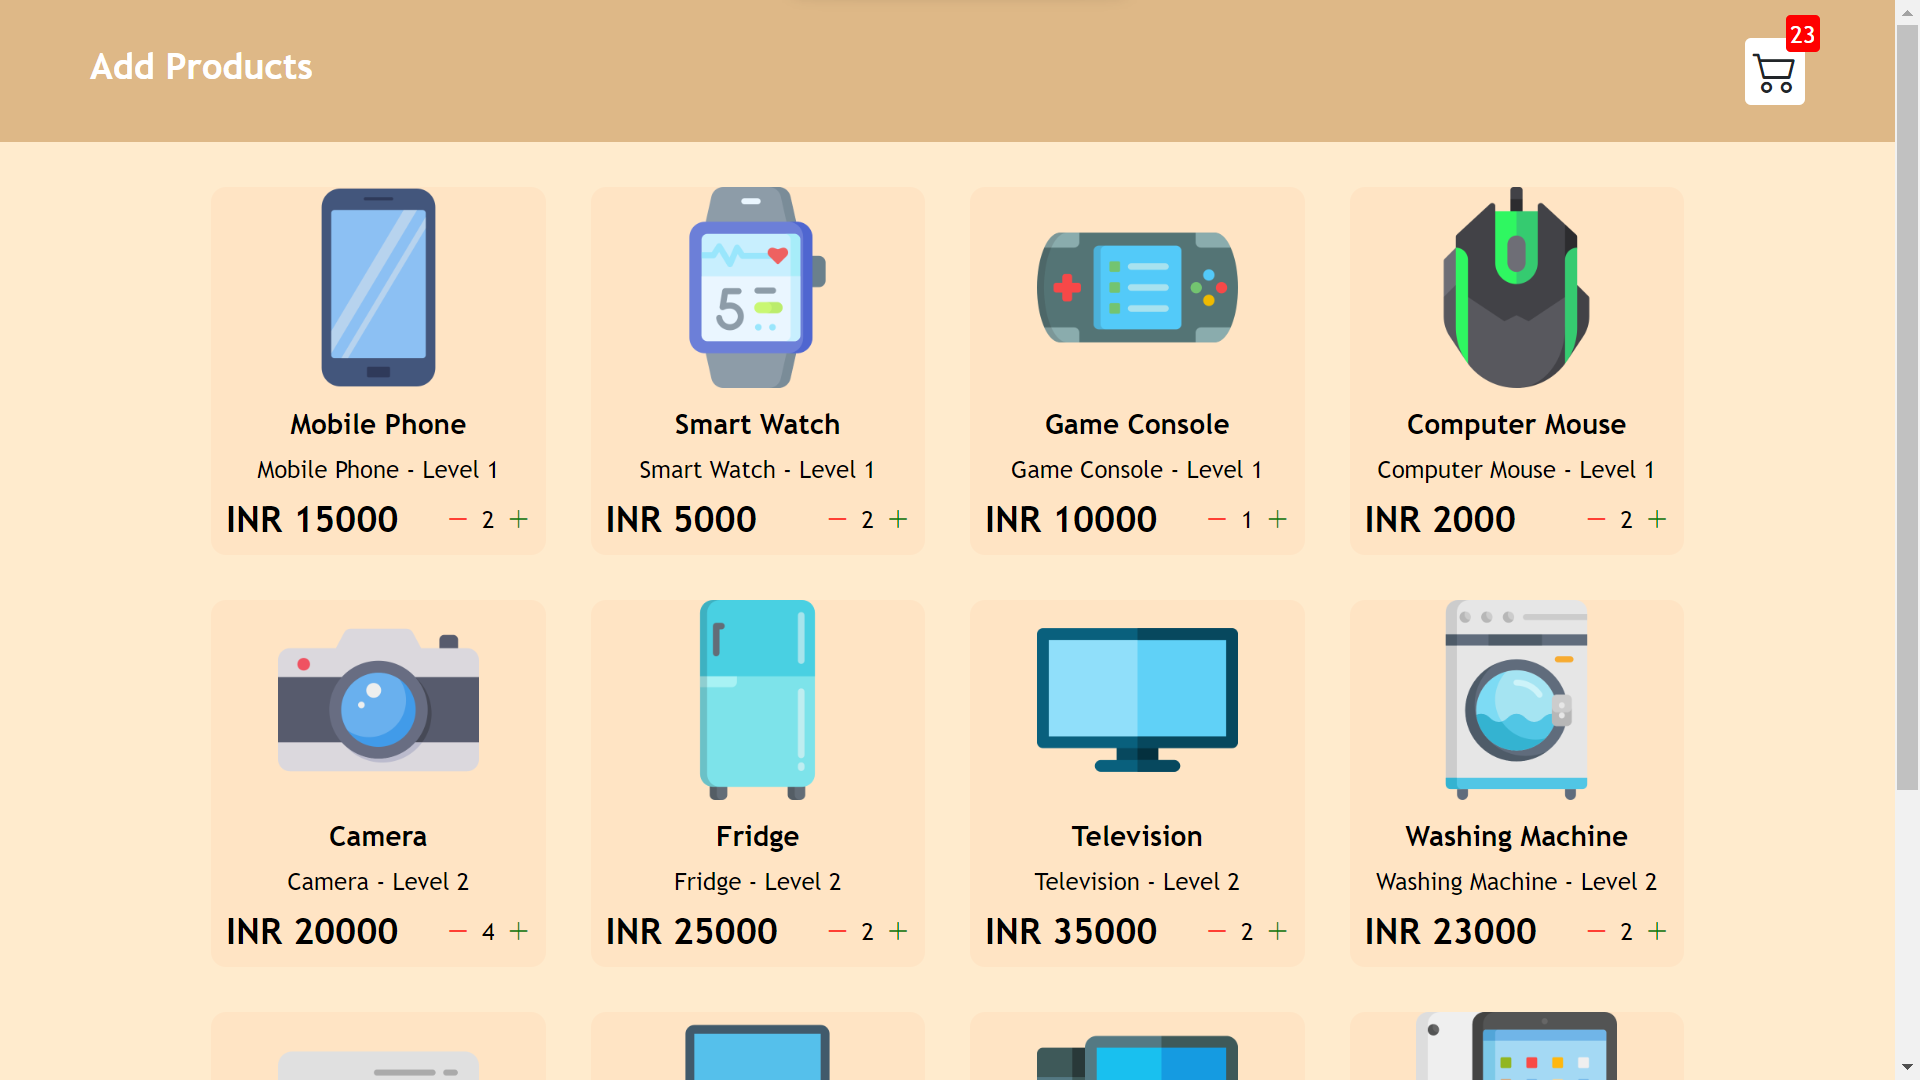 Add Products
23
5
Mobile Phone
Mobile Phone - Level 1
INR 15000 − 2 +
Smart Watch
Smart Watch - Level 1
INR 5000 − 2 +
Game Console
Game Console - Level 1
INR 10000 − 1 +
Computer Mouse
Computer Mouse - Level 1
INR 2000 − 2 +
Camera
Camera - Level 2
INR 20000 − 4 +
Fridge
Fridge - Level 2
INR 25000 − 2 +
Television
Television - Level 2
INR 35000 − 2 +
Washing Machine
Washing Machine - Level 2
INR 23000 − 2 +